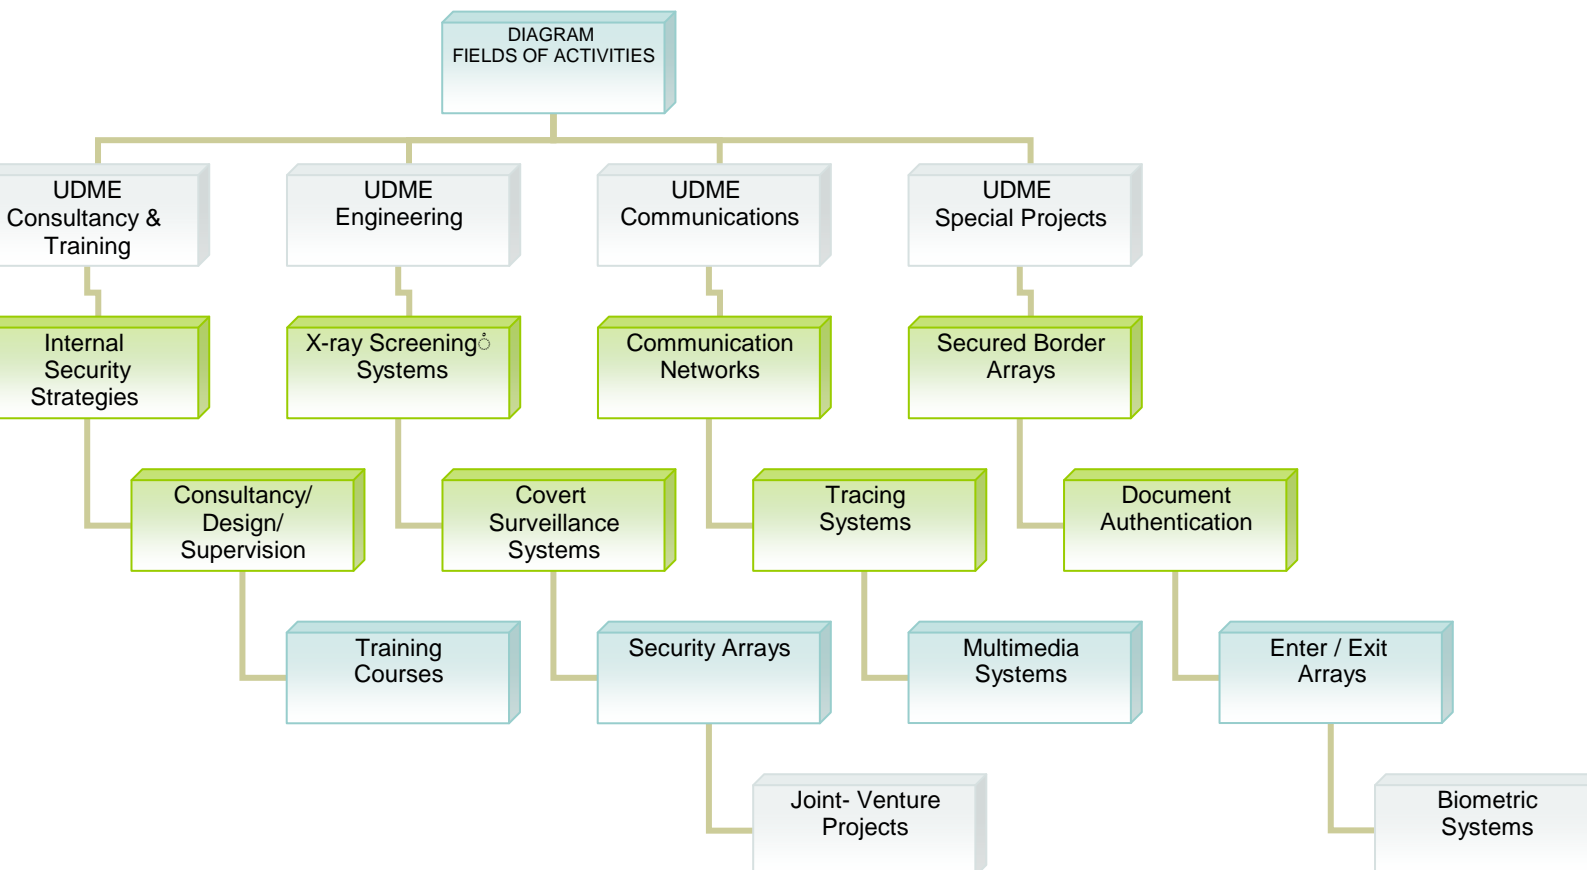 DIAGRAM
FIELDS OF ACTIVITIES
UDME
Consultancy &
Training
UDME
Engineering
UDME
Communications
UDME
Special Projects
Internal
Security
Strategies
X-ray Screening
Systems
Communication
Networks
Secured Border
Arrays
Consultancy/
Design/
Supervision
Covert
Surveillance
Systems
Tracing
Systems
Document
Authentication
Training
Courses
Security Arrays
Multimedia
Systems
Enter / Exit
Arrays
Joint- Venture
Projects
Biometric
Systems